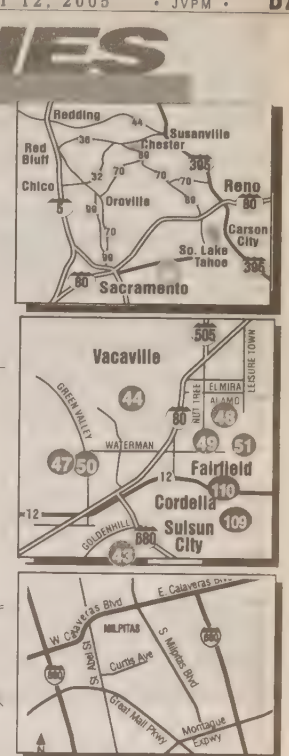 12, 2005 • JVPM •
MES
Redding
44
Susanville
36
Chester
Red
Bluff
89
395
32
70
Reno
Chico
70
80
5
Oroville
99
70
Carson
City
So. Lake
Tahoe
99
80
395
Sacramento
505
LEISURE TOWN
Vacaville
GREEN VALLEY
44
NUT TREE
ELMIRA
ALAMO
48
80
WATERMAN
49
51
47
50
Fairfield
12
110
Cordelia
12
109
GOLDENHILL
Suisun
City
680
43
E. Calaveras
W. Calaveras Blvd
MILPITAS
S. Milpitas Blvd
St. Abel St
Curtis Ave
680
880
Great Mall Pkwy
Montague
Expwy
N